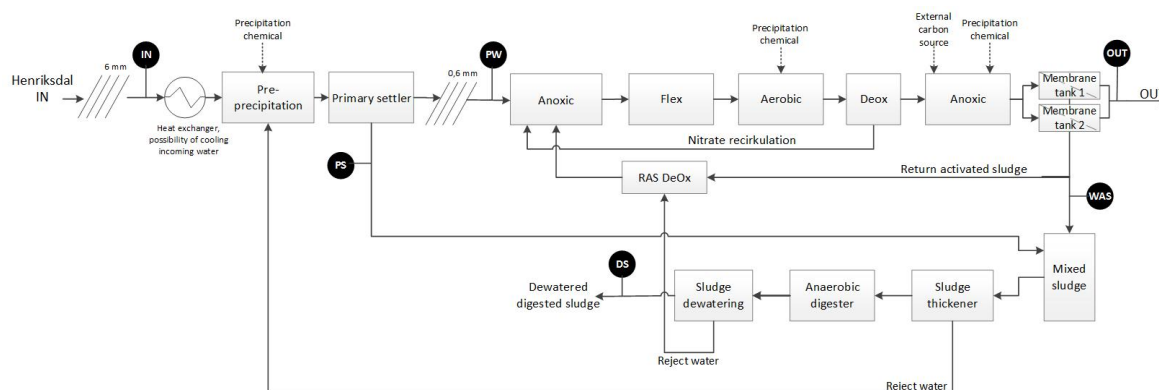 Precipitation
chemical
External
carbon
source
Precipitation
chemical
Precipitation
chemical
IN
PW
OUT
6 mm
0,6 mm
Henriksdal
IN
Pre-
precipitation
Primary settler
Anoxic
Flex
Aerobic
Deox
Anoxic
Membrane
tank 1
Membrane
tank 2
OUT
Heat exchanger,
possibility of cooling
incoming water
Nitrate recirkulation
PS
RAS DeOx
Return activated sludge
WAS
DS
Dewatered
digested sludge
Sludge
dewatering
Anaerobic
digester
Sludge
thickener
Mixed
sludge
Reject water
Reject water